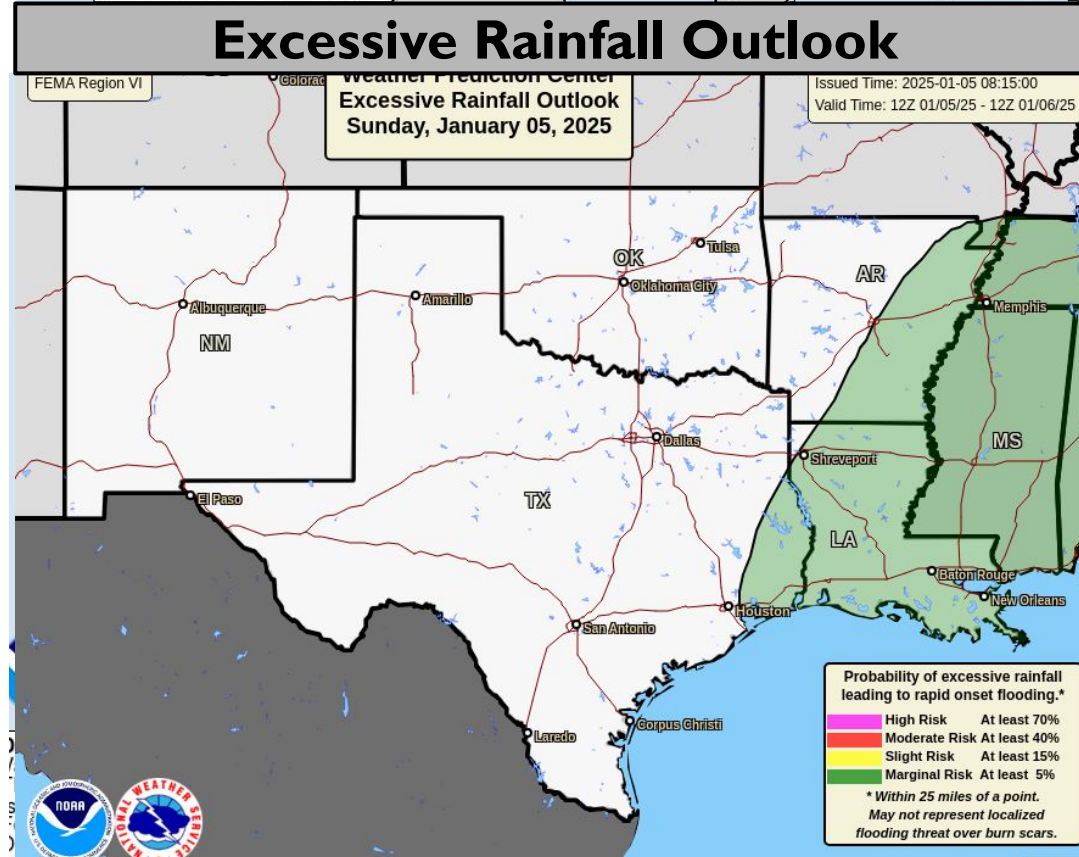 Excessive Rainfall Outlook
FEMA Region VI
Weather Prediction Center
Excessive Rainfall Outlook
Sunday, January 05, 2025
Issued Time: 2025-01-05 08:15:00
Valid Time: 12Z 01/05/25 - 12Z 01/06/25
Colorad
Tulsa
OK
Oklahoma City
AR
Albuquerque
Amarillo
Memphis
NM
Dallas
MS
Shreveport
El Paso
TX
LA
Baton Rouge
New Orleans
Houston
San Antonio
Corpus Christi
Laredo
Probability of excessive rainfall
leading to rapid onset flooding.*
High Risk At least 70%
Moderate Risk At least 40%
Slight Risk At least 15%
Marginal Risk At least 5%
* Within 25 miles of a point.
May not represent localized
flooding threat over burn scars.
NOAA
NATIONAL WEATHER SERVICE